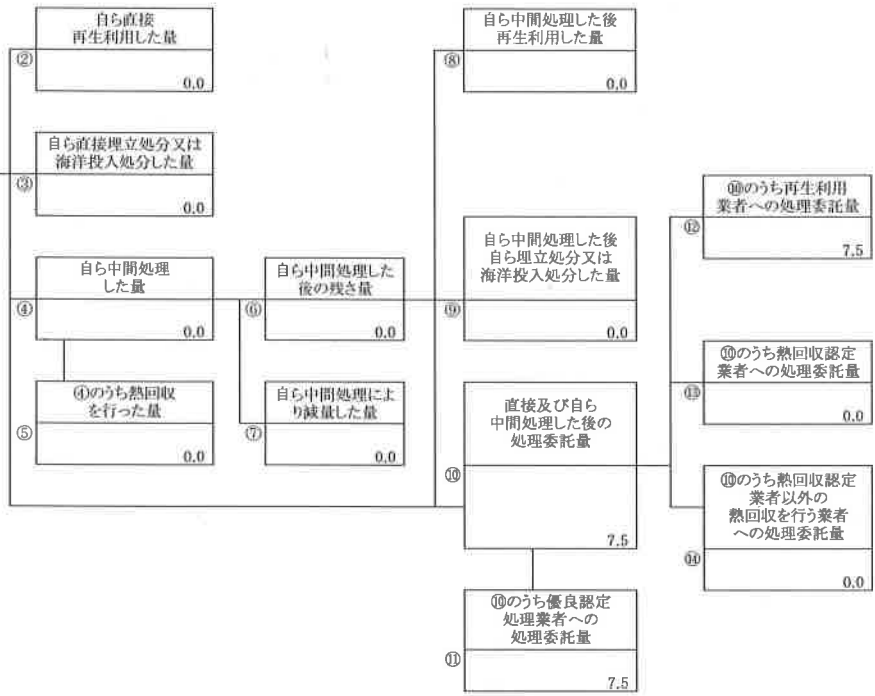 自ら直接
再生利用した量
②
0.0
自ら直接埋立処分又は
海洋投入処分した量
③
0.0
自ら中間処理
した量
④
0.0
④のうち熱回収
を行った量
⑤
0.0
自ら中間処理した
後の残さ量
⑥
0.0
自ら中間処理によ
り減量した量
⑦
0.0
自ら中間処理した後
再生利用した量
⑧
0.0
自ら中間処理した後
自ら埋立処分又は
海洋投入処分した量
⑨
0.0
直接及び自ら
中間処理した後の
処理委託量
⑩
7.5
⑩のうち優良認定
処理業者への
処理委託量
⑪
7.5
⑩のうち再生利用
業者への処理委託量
⑫
7.5
⑩のうち熱回収認定
業者への処理委託量
⑬
0.0
⑩のうち熱回収認定
業者以外の
熱回収を行う業者
への処理委託量
⑭
0.0